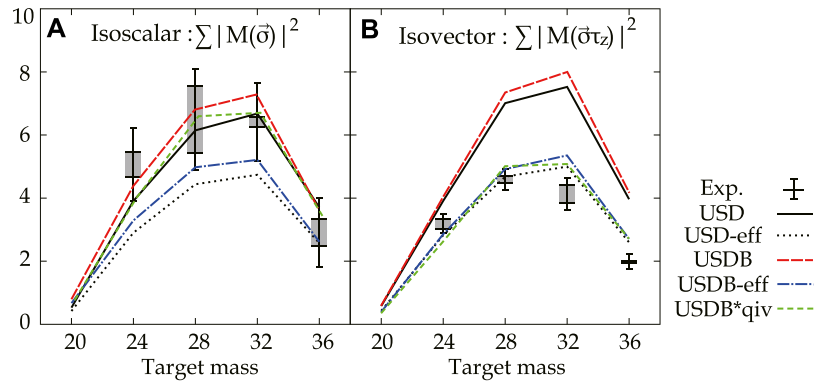 A Isoscalar : ∑ | M(σ⃗) |²
B Isovector : ∑ | M(σ⃗τz) |²
10
8
6
4
2
0
20 24 28 32 36
20 24 28 32 36
Target mass
Target mass
Exp.
USD
USD-eff
USDB
USDB-eff
USDB*qiv